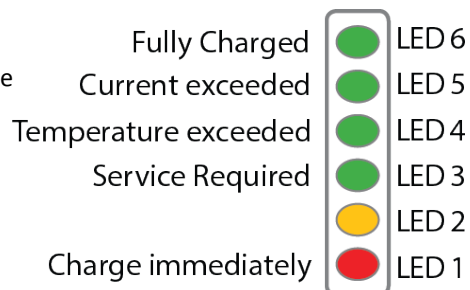 Fully Charged LED 6
e Current exceeded LED 5
Temperature exceeded LED 4
Service Required LED 3
LED 2
Charge immediately LED 1